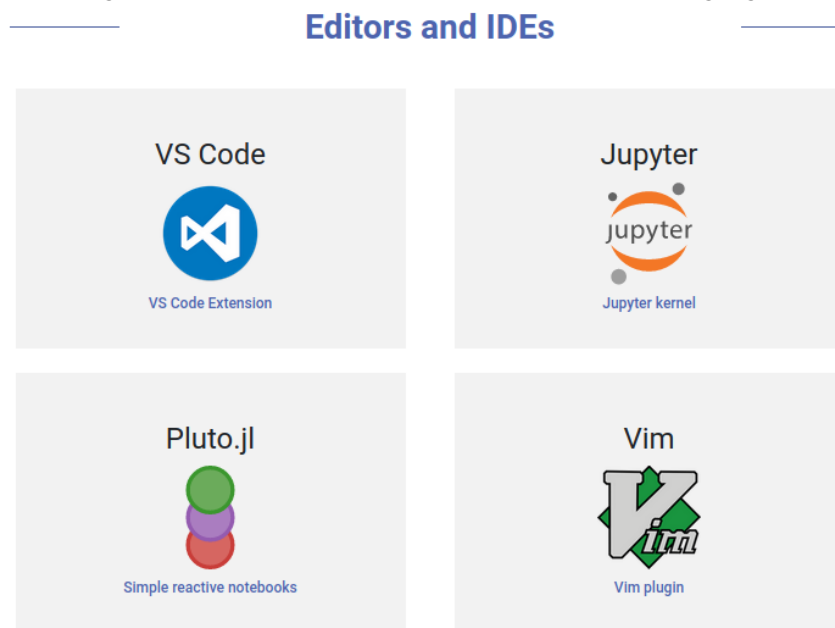 Editors and IDEs
VS Code
VS Code Extension
Jupyter
jupyter
Jupyter kernel
Pluto.jl
Simple reactive notebooks
Vim
Vim
Vim plugin